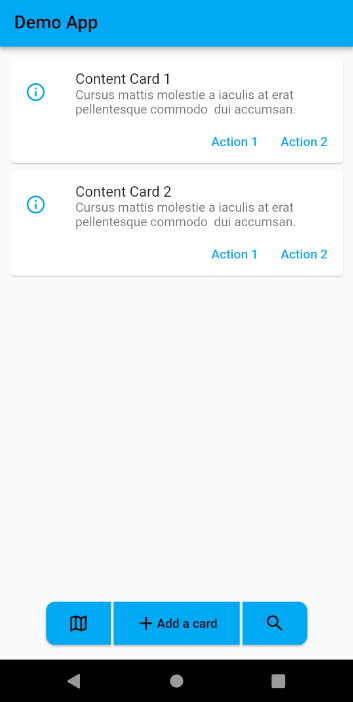 Demo App
Content Card 1
Cursus mattis molestie a iaculis at erat
pellentesque commodo  dui accumsan.
Action 1 Action 2
Content Card 2
Cursus mattis molestie a iaculis at erat
pellentesque commodo  dui accumsan.
Action 1 Action 2
Add a card